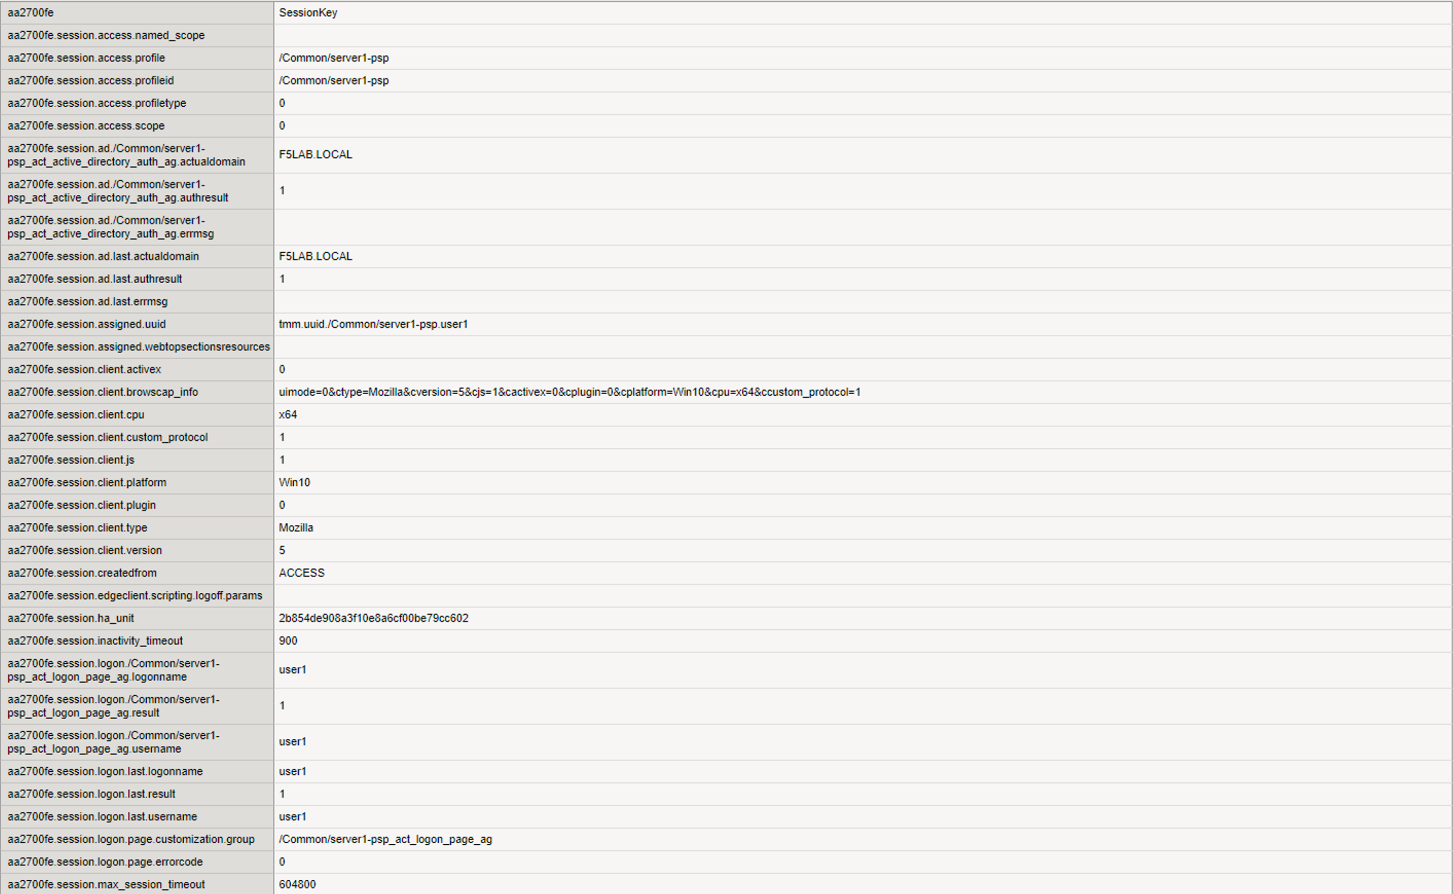 aa2700fe SessionKey
aa2700fe.session.access.named_scope
aa2700fe.session.access.profile /Common/server1-psp
aa2700fe.session.access.profileid /Common/server1-psp
aa2700fe.session.access.profiletype 0
aa2700fe.session.access.scope 0
aa2700fe.session.ad./Common/server1-
psp_act_active_directory_auth_ag.actualdomain F5LAB.LOCAL
aa2700fe.session.ad./Common/server1-
psp_act_active_directory_auth_ag.authresult 1
aa2700fe.session.ad./Common/server1-
psp_act_active_directory_auth_ag.errmsg
aa2700fe.session.ad.last.actualdomain F5LAB.LOCAL
aa2700fe.session.ad.last.authresult 1
aa2700fe.session.ad.last.errmsg
aa2700fe.session.assigned.uuid tmm.uuid./Common/server1-psp.user1
aa2700fe.session.assigned.webtopsectionsresources
aa2700fe.session.client.activex 0
aa2700fe.session.client.browscap_info uimode=0&ctype=Mozilla&cversion=5&cjs=1&cactivex=0&cplugin=0&cplatform=Win10&cpu=x64&ccustom_protocol=1
aa2700fe.session.client.cpu x64
aa2700fe.session.client.custom_protocol 1
aa2700fe.session.client.js 1
aa2700fe.session.client.platform Win10
aa2700fe.session.client.plugin 0
aa2700fe.session.client.type Mozilla
aa2700fe.session.client.version 5
aa2700fe.session.createdfrom ACCESS
aa2700fe.session.edgeclient.scripting.logoff.params
aa2700fe.session.ha_unit 2b854de908a3f10e8a6cf00be79cc602
aa2700fe.session.inactivity_timeout 900
aa2700fe.session.logon./Common/server1-
psp_act_logon_page_ag.logonname user1
aa2700fe.session.logon./Common/server1-
psp_act_logon_page_ag.result 1
aa2700fe.session.logon./Common/server1-
psp_act_logon_page_ag.username user1
aa2700fe.session.logon.last.logonname user1
aa2700fe.session.logon.last.result 1
aa2700fe.session.logon.last.username user1
aa2700fe.session.logon.page.customization.group /Common/server1-psp_act_logon_page_ag
aa2700fe.session.logon.page.errorcode 0
aa2700fe.session.max_session_timeout 604800